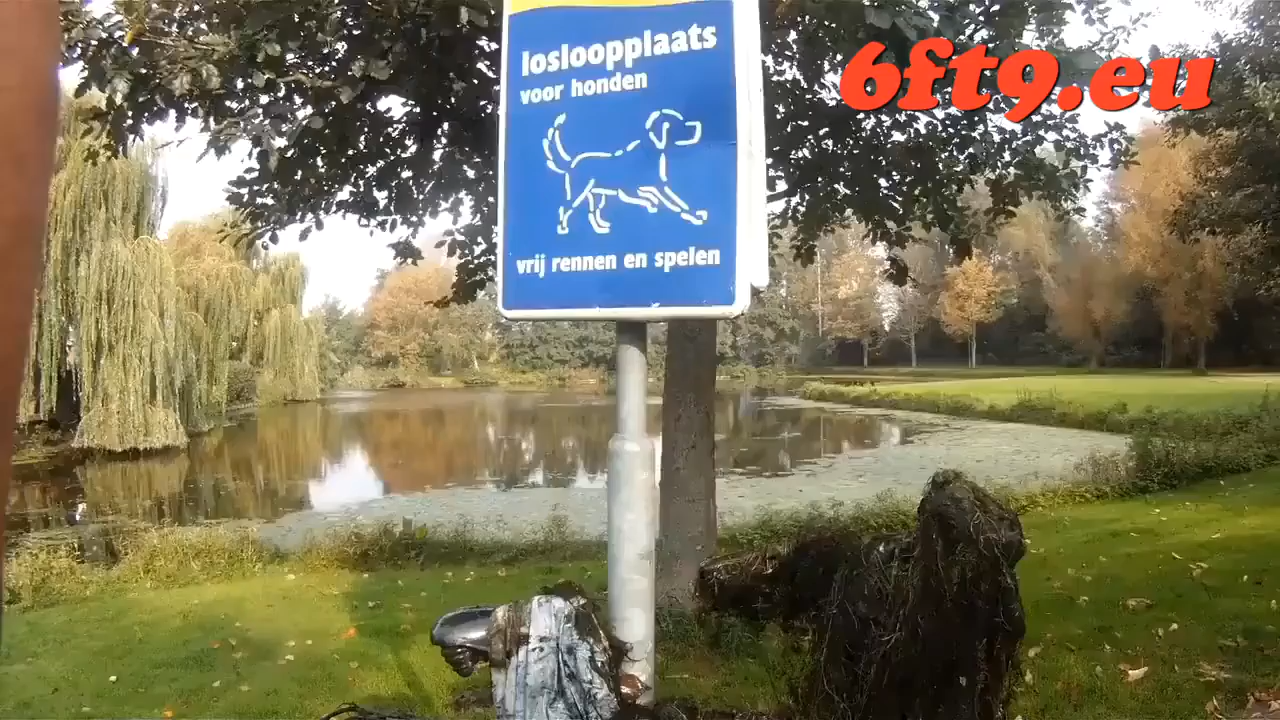 losloopplaats
voor honden
vrij rennen en spelen
6ft9.eu